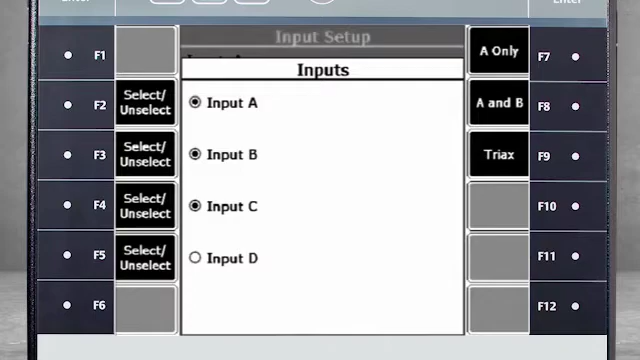 Enter
Enter
Input Setup
Inputs
F1
F2
F3
F4
F5
F6
Select/
Unselect
Select/
Unselect
Select/
Unselect
Select/
Unselect
Input A
Input B
Input C
Input D
A Only
A and B
Triax
F7
F8
F9
F10
F11
F12